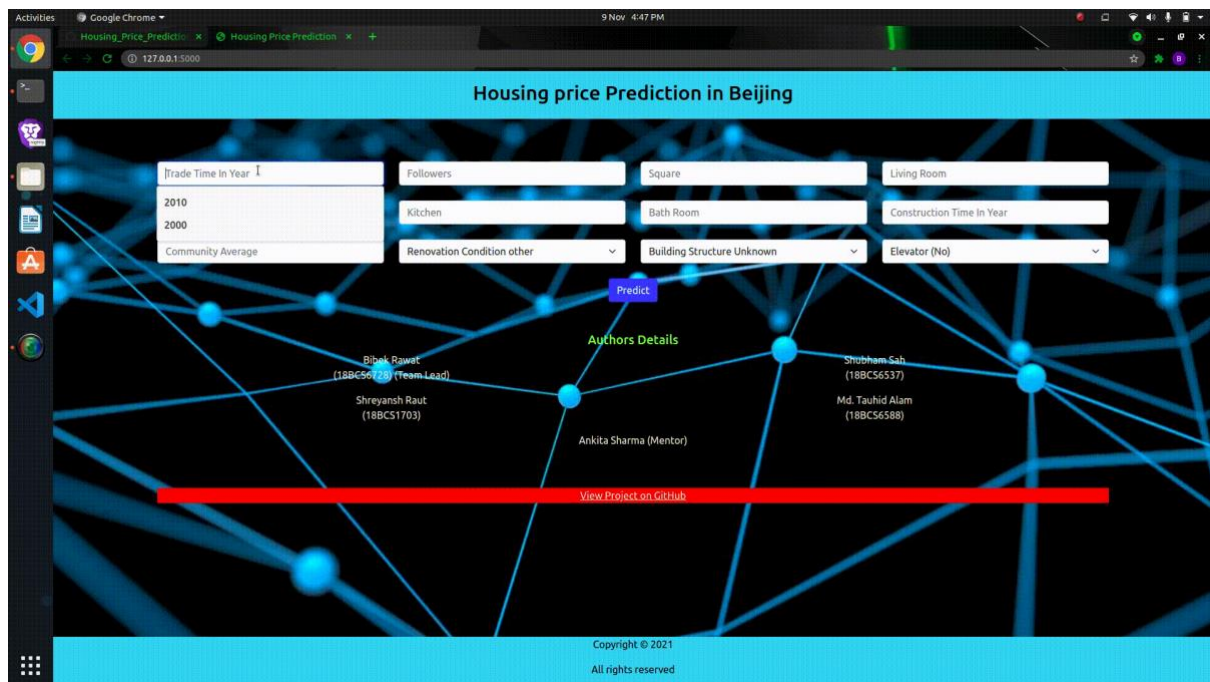 Activities
Google Chrome
9 Nov 4:47 PM
Housing_Price_Predictio
Housing Price Prediction
127.0.0.1:5000
B
Housing price Prediction in Beijing
Trade Time In Year
Followers
Square
Living Room
2010
2000
Kitchen
Bath Room
Construction Time In Year
Community Average
Renovation Condition other
Building Structure Unknown
Elevator (No)
Predict
Authors Details
Bibek Rawat
(18BCS6728) (Team Lead)
Shubham Sah
(18BCS6537)
Shreyansh Raut
(18BCS1703)
Md. Tauhid Alam
(18BCS6588)
Ankita Sharma (Mentor)
View Project on GitHub
Copyright © 2021
All rights reserved